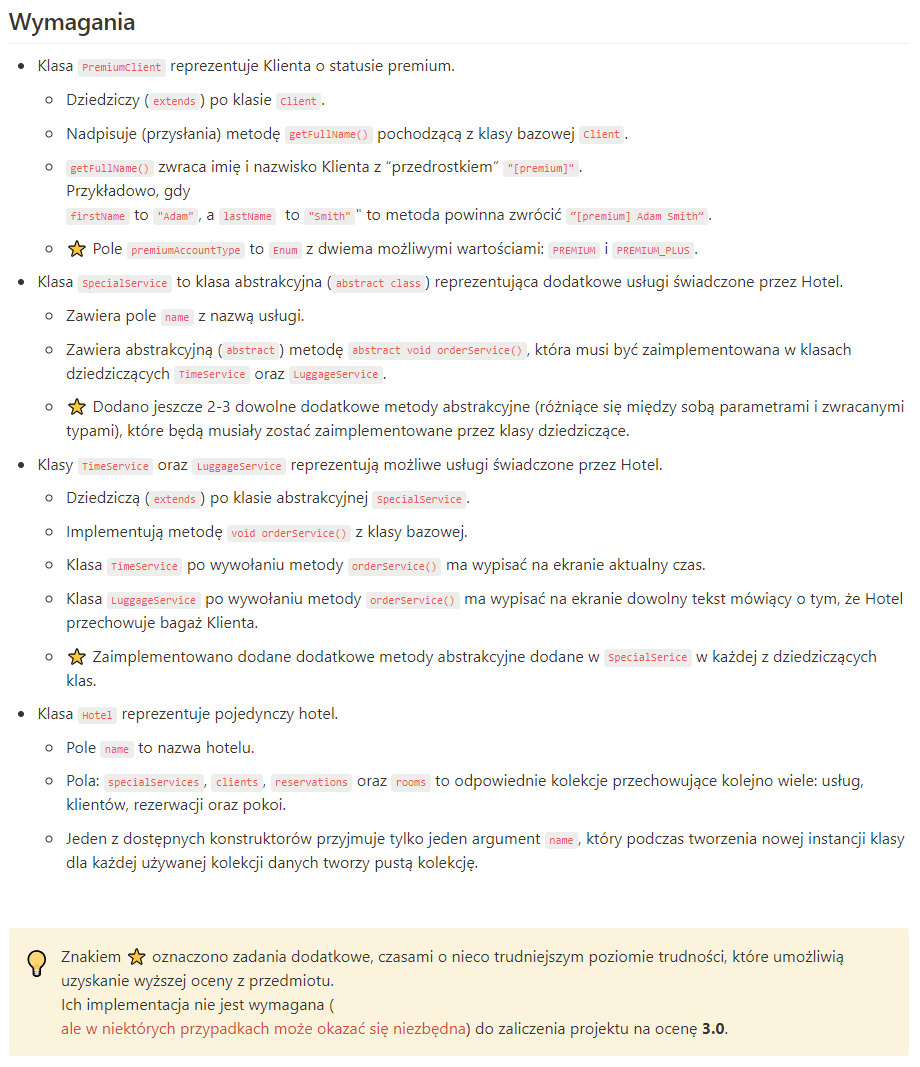 Wymagania
Klasa PremiumClient reprezentuje Klienta o statusie premium.
Dziedziczy (extends) po klasie Client.
Nadpisuje (przysłania) metodę getFullName() pochodzącą z klasy bazowej Client.
getFullName() zwraca imię i nazwisko Klienta z “przedrostkiem” "[premium]".
Przykładowo, gdy
firstName to "Adam", a lastName to "Smith"" to metoda powinna zwrócić “[premium] Adam Smith”.
⭐ Pole premiumAccountType to Enum z dwiema możliwymi wartościami: PREMIUM i PREMIUM_PLUS.
Klasa SpecialService to klasa abstrakcyjna (abstract class) reprezentująca dodatkowe usługi świadczone przez Hotel.
Zawiera pole name z nazwą usługi.
Zawiera abstrakcyjną (abstract) metodę abstract void orderService(), która musi być zaimplementowana w klasach
dziedziczących TimeService oraz LuggageService.
⭐ Dodano jeszcze 2-3 dowolne dodatkowe metody abstrakcyjne (różniące się między sobą parametrami i zwracanymi
typami), które będą musiały zostać zaimplementowane przez klasy dziedziczące.
Klasy TimeService oraz LuggageService reprezentują możliwe usługi świadczone przez Hotel.
Dziedziczą (extends) po klasie abstrakcyjnej SpecialService.
Implementują metodę void orderService() z klasy bazowej.
Klasa TimeService po wywołaniu metody orderService() ma wypisać na ekranie aktualny czas.
Klasa LuggageService po wywołaniu metody orderService() ma wypisać na ekranie dowolny tekst mówiący o tym, że Hotel
przechowuje bagaż Klienta.
⭐ Zaimplementowano dodane dodatkowe metody abstrakcyjne dodane w SpecialSerice w każdej z dziedziczących
klas.
Klasa Hotel reprezentuje pojedynczy hotel.
Pole name to nazwa hotelu.
Pola: specialServices, clients, reservations oraz rooms to odpowiednie kolekcje przechowujące kolejno wiele: usług,
klientów, rezerwacji oraz pokoi.
Jeden z dostępnych konstruktorów przyjmuje tylko jeden argument name, który podczas tworzenia nowej instancji klasy
dla każdej używanej kolekcji danych tworzy pustą kolekcję.
Znakiem ⭐ oznaczono zadania dodatkowe, czasami o nieco trudniejszym poziomie trudności, które umożliwią
uzyskanie wyższej oceny z przedmiotu.
Ich implementacja nie jest wymagana (
ale w niektórych przypadkach może okazać się niezbędna) do zaliczenia projektu na ocenę 3.0.